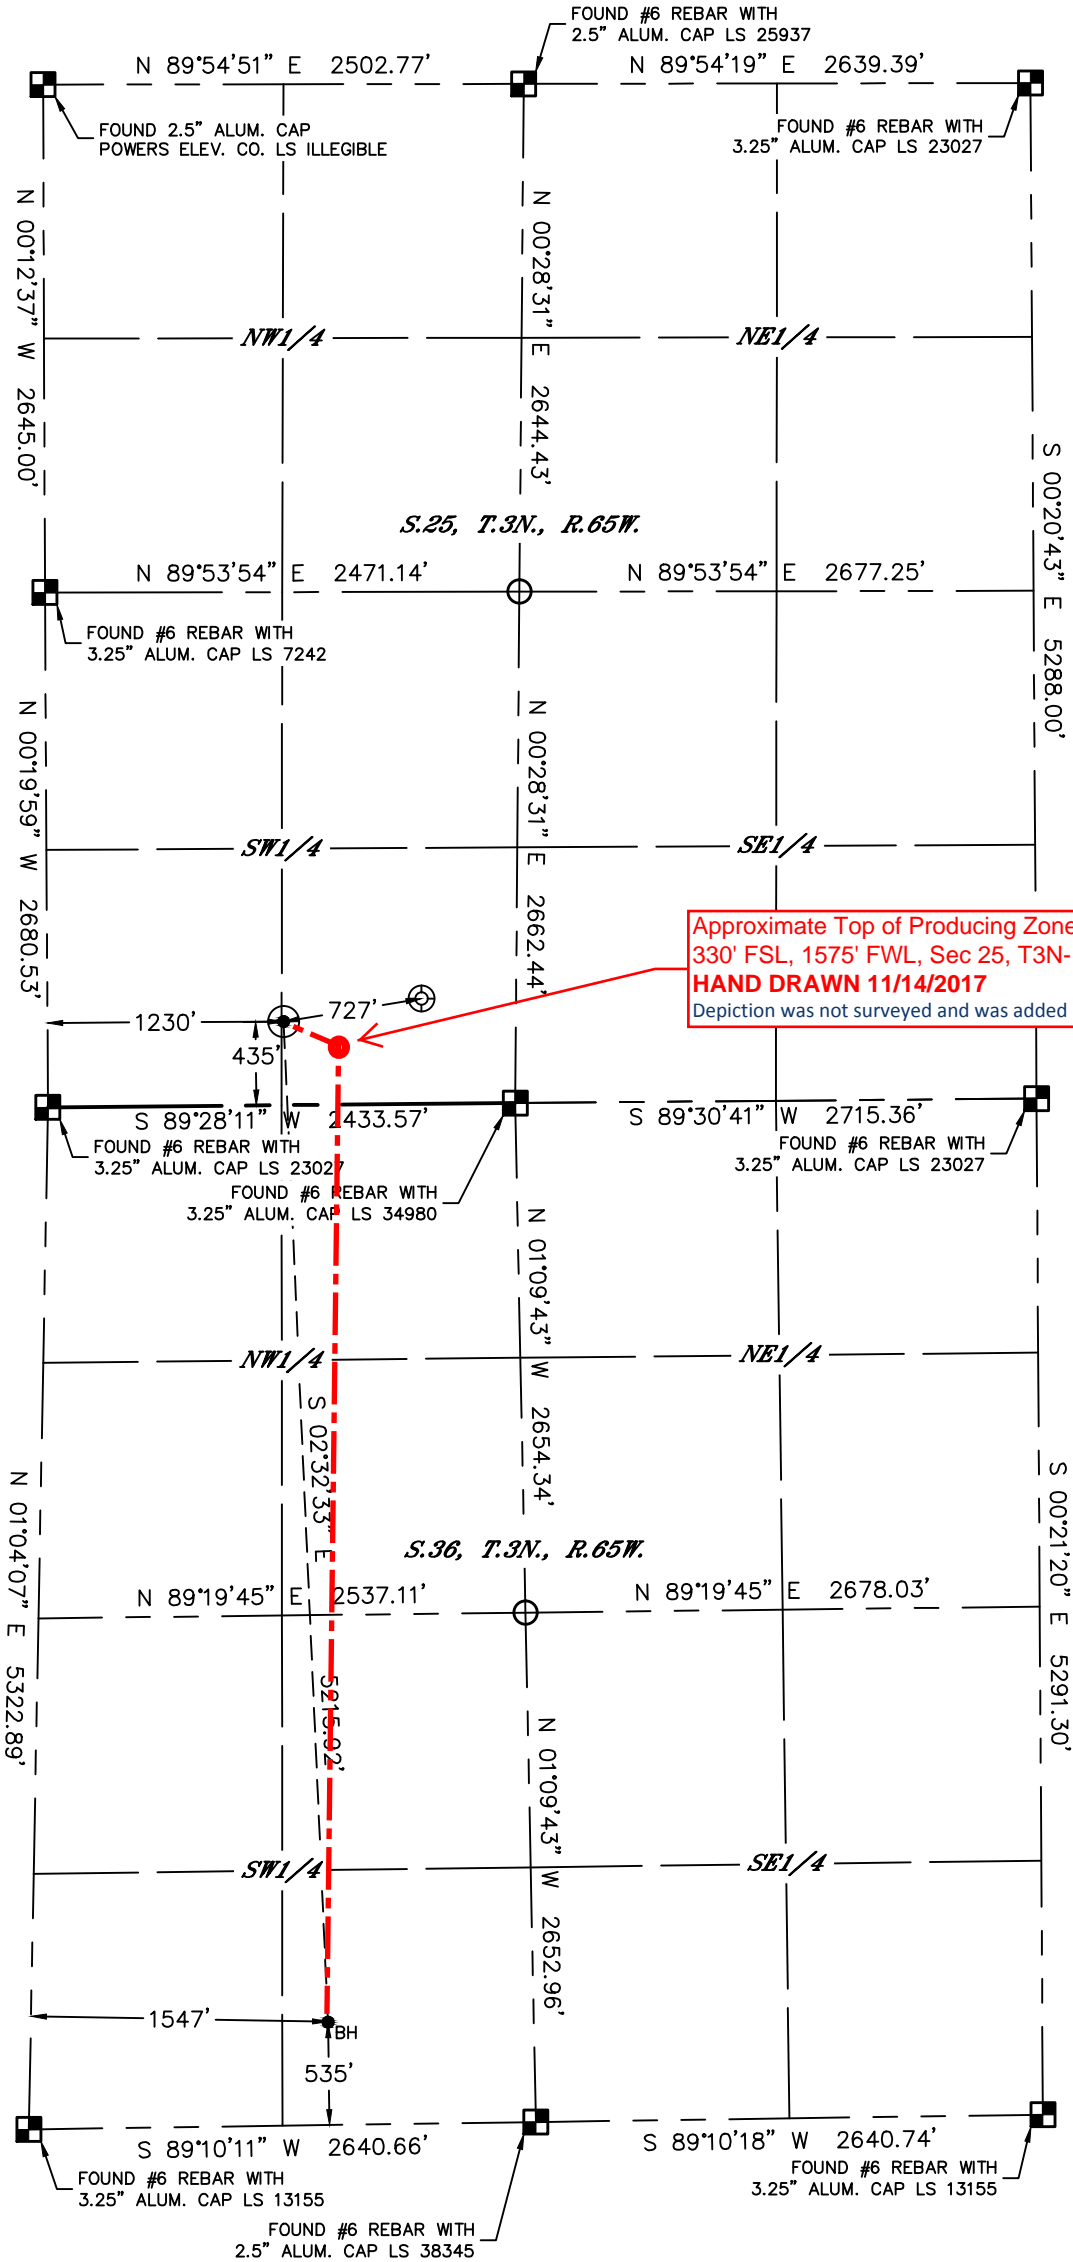 FOUND #6 REBAR WITH
2.5" ALUM. CAP LS 25937
N 89°54'51" E 2502.77'
N 89°54'19" E 2639.39'
FOUND 2.5" ALUM. CAP
POWERS ELEV. CO. LS ILLEGIBLE
FOUND #6 REBAR WITH
3.25" ALUM. CAP LS 23027
N 00°12'37" W 2645.00'
N 00°28'31" E 2644.43'
NW1/4
NE1/4
S 00°20'43" E 5288.00'
S.25, T.3N., R.65W.
N 89°53'54" E 2471.14'
N 89°53'54" E 2677.25'
FOUND #6 REBAR WITH
3.25" ALUM. CAP LS 7242
N 00°19'59" W 2680.53'
N 00°28'31" E 2662.44'
SW1/4
SE1/4
Approximate Top of Producing Zone
330' FSL, 1575' FWL, Sec 25, T3N-
HAND DRAWN 11/14/2017
Depiction was not surveyed and was added
727'
1230'
435'
S 89°28'11" W 2433.57'
S 89°30'41" W 2715.36'
FOUND #6 REBAR WITH
3.25" ALUM. CAP LS 23027
FOUND #6 REBAR WITH
3.25" ALUM. CAP LS 23027
FOUND #6 REBAR WITH
3.25" ALUM. CAP LS 34980
N 01°09'43" W 2654.34'
NW1/4
NE1/4
S 02°32'33" E 5215.92'
N 01°04'07" E 5322.89'
S 00°21'20" E 5291.30'
S.36, T.3N., R.65W.
N 89°19'45" E 2537.11'
N 89°19'45" E 2678.03'
N 01°09'43" W 2652.96'
SW1/4
SE1/4
1547'
BH
535'
S 89°10'11" W 2640.66'
S 89°10'18" W 2640.74'
FOUND #6 REBAR WITH
3.25" ALUM. CAP LS 13155
FOUND #6 REBAR WITH
3.25" ALUM. CAP LS 13155
FOUND #6 REBAR WITH
2.5" ALUM. CAP LS 38345